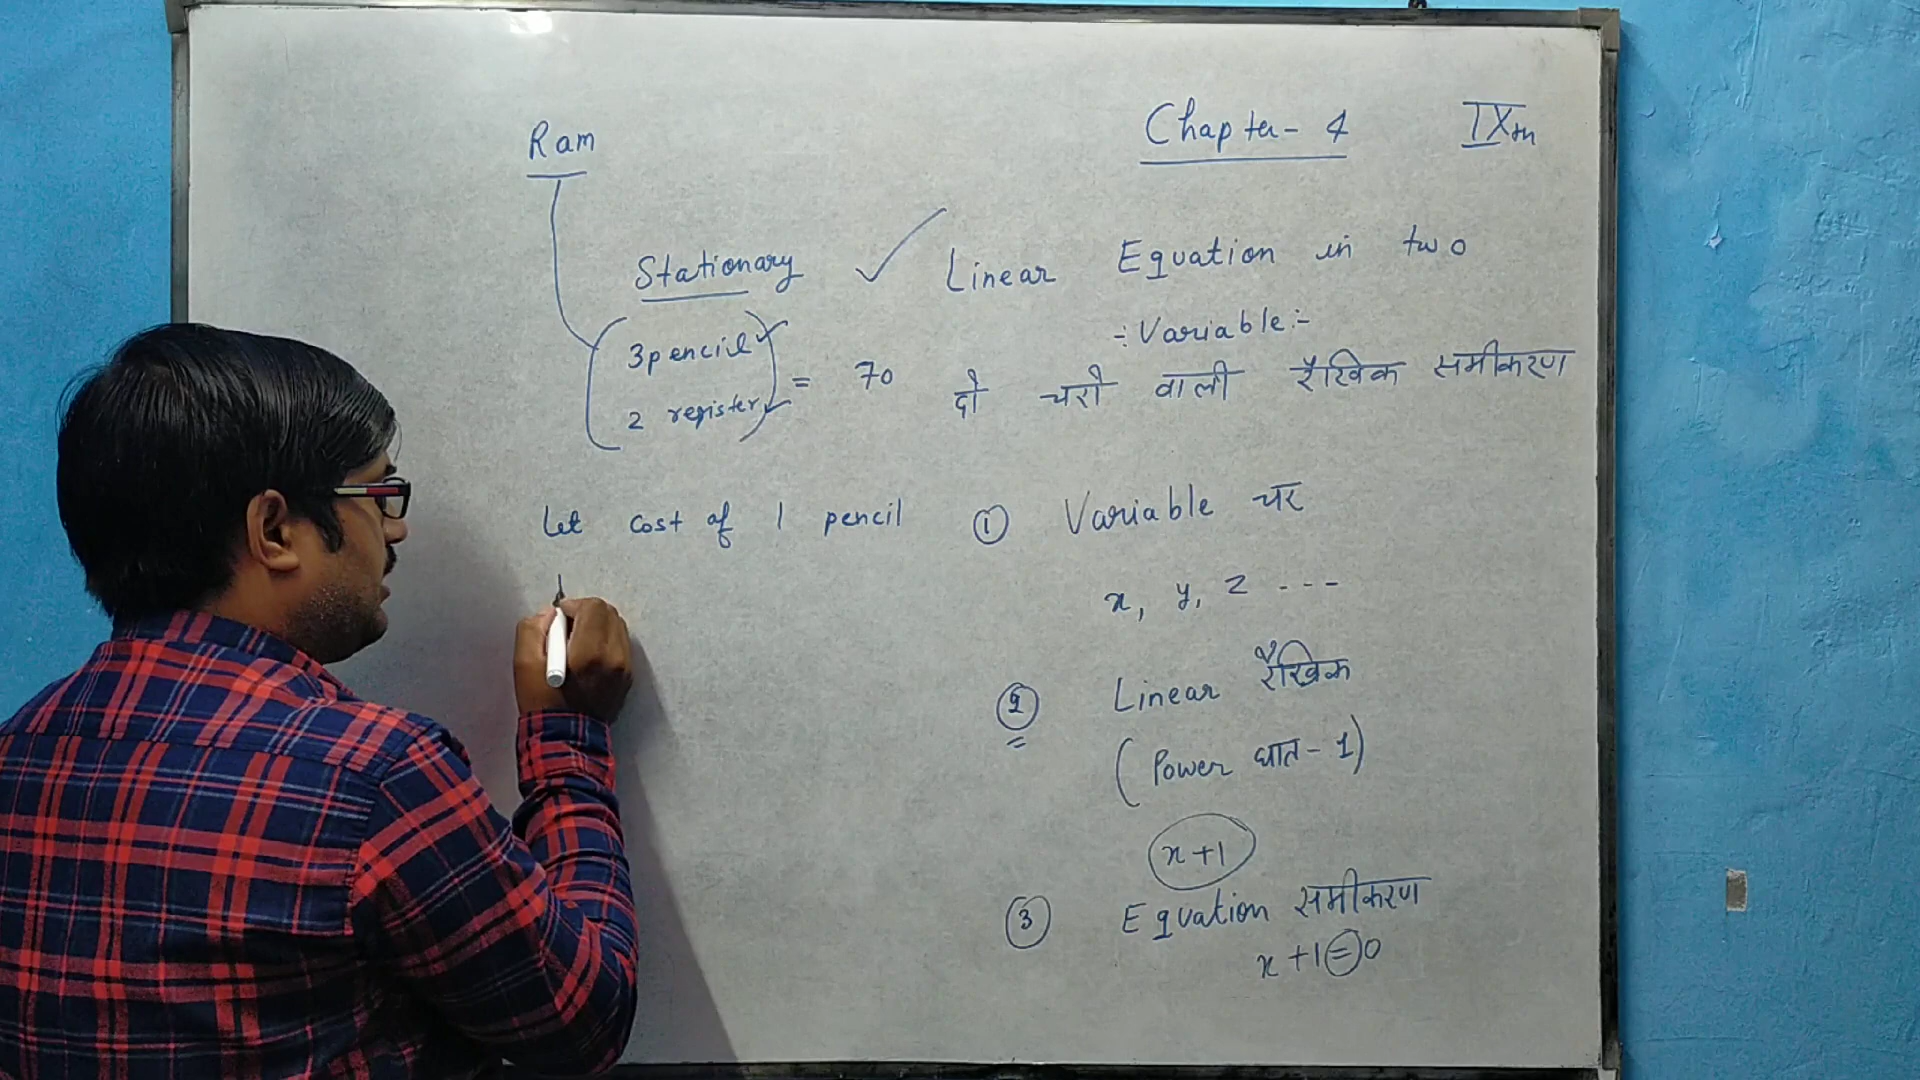 Ram
Stationary
3 pencil
2 register
= 70
Let cost of 1 pencil
Chapter - 4 IXth
Linear Equation in two
-: Variable :-
दो चरो वाली रैखिक समीकरण
① Variable चर
x, y, z ---
② Linear रैखिक
(Power घात - 1)
x+1
③ Equation समीकरण
x+1=0